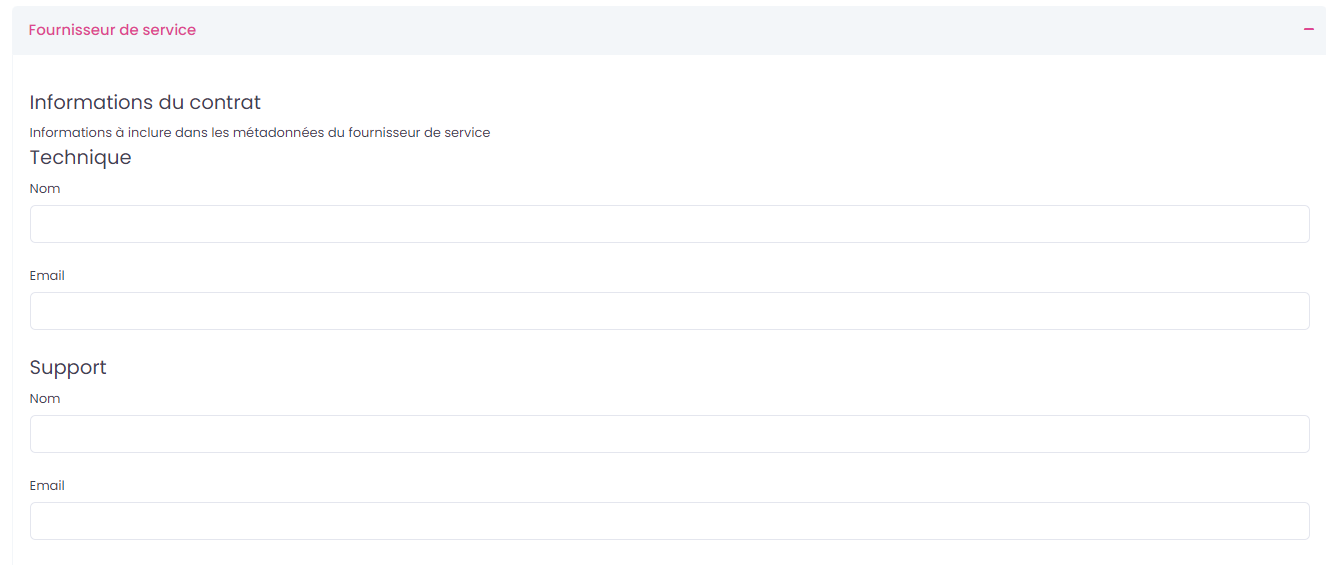 Fournisseur de service
Informations du contrat
Informations à inclure dans les métadonnées du fournisseur de service
Technique
Nom
Email
Support
Nom
Email